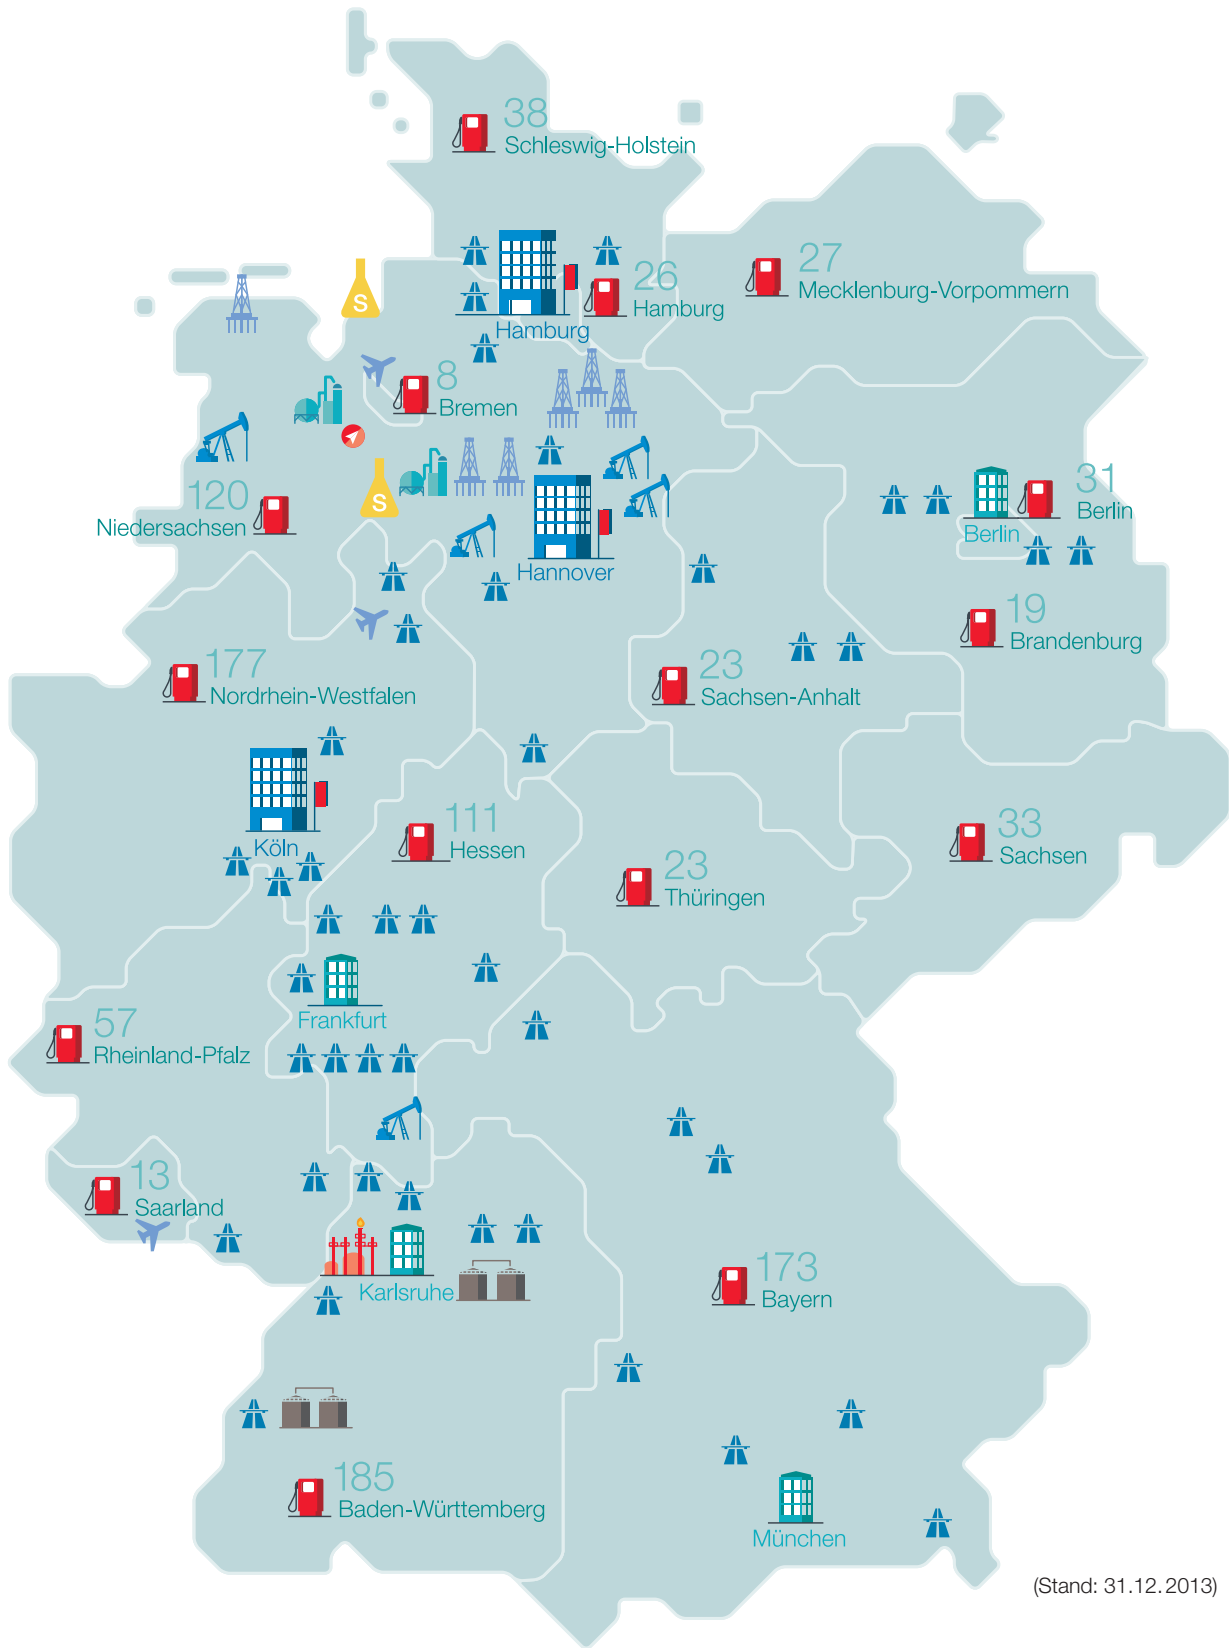 38
Schleswig-Holstein
27
Mecklenburg-Vorpommern
26
Hamburg
Hamburg
S
8
Bremen
S
120
Niedersachsen
Hannover
31
Berlin
Berlin
19
Brandenburg
177
Nordrhein-Westfalen
23
Sachsen-Anhalt
Köln
111
Hessen
33
Sachsen
23
Thüringen
Frankfurt
57
Rheinland-Pfalz
13
Saarland
Karlsruhe
173
Bayern
185
Baden-Württemberg
München
(Stand: 31.12.2013)